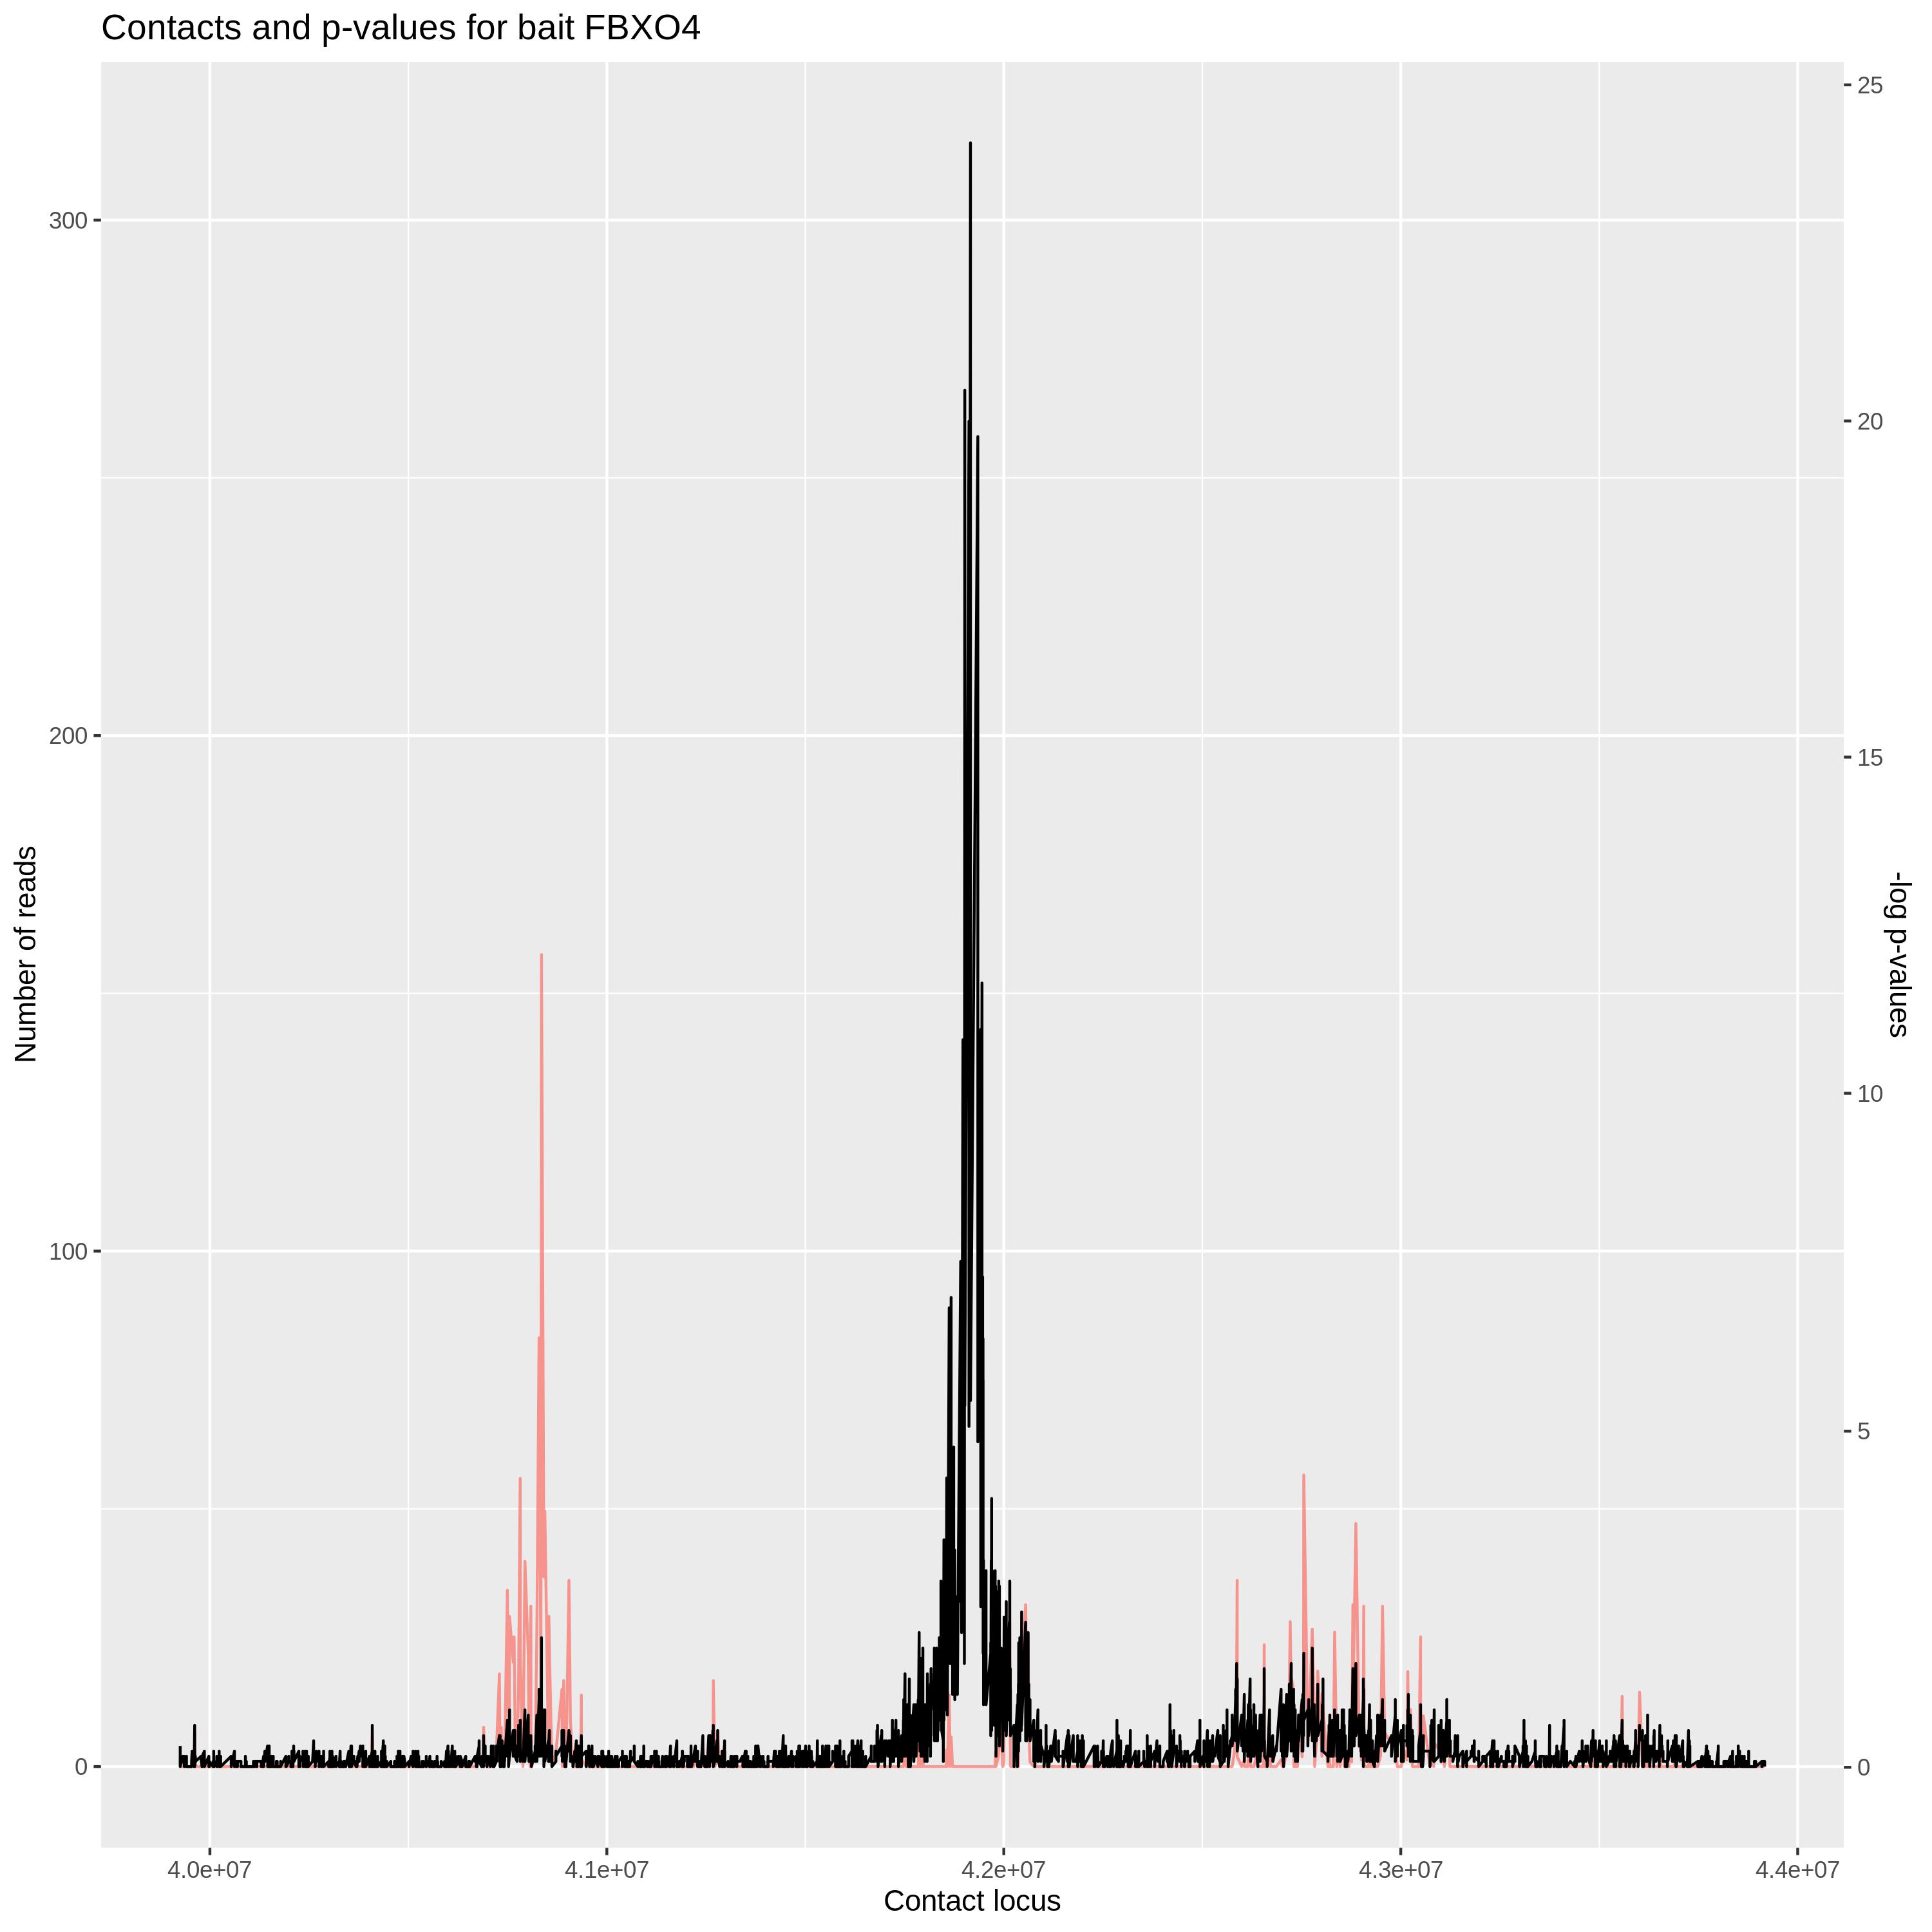 Contacts and p-values for bait FBXO4
Number of reads
300
200
100
0
25
20
15
10
5
0
-log p-values
4.0e+07
4.1e+07
4.2e+07
4.3e+07
4.4e+07
Contact locus